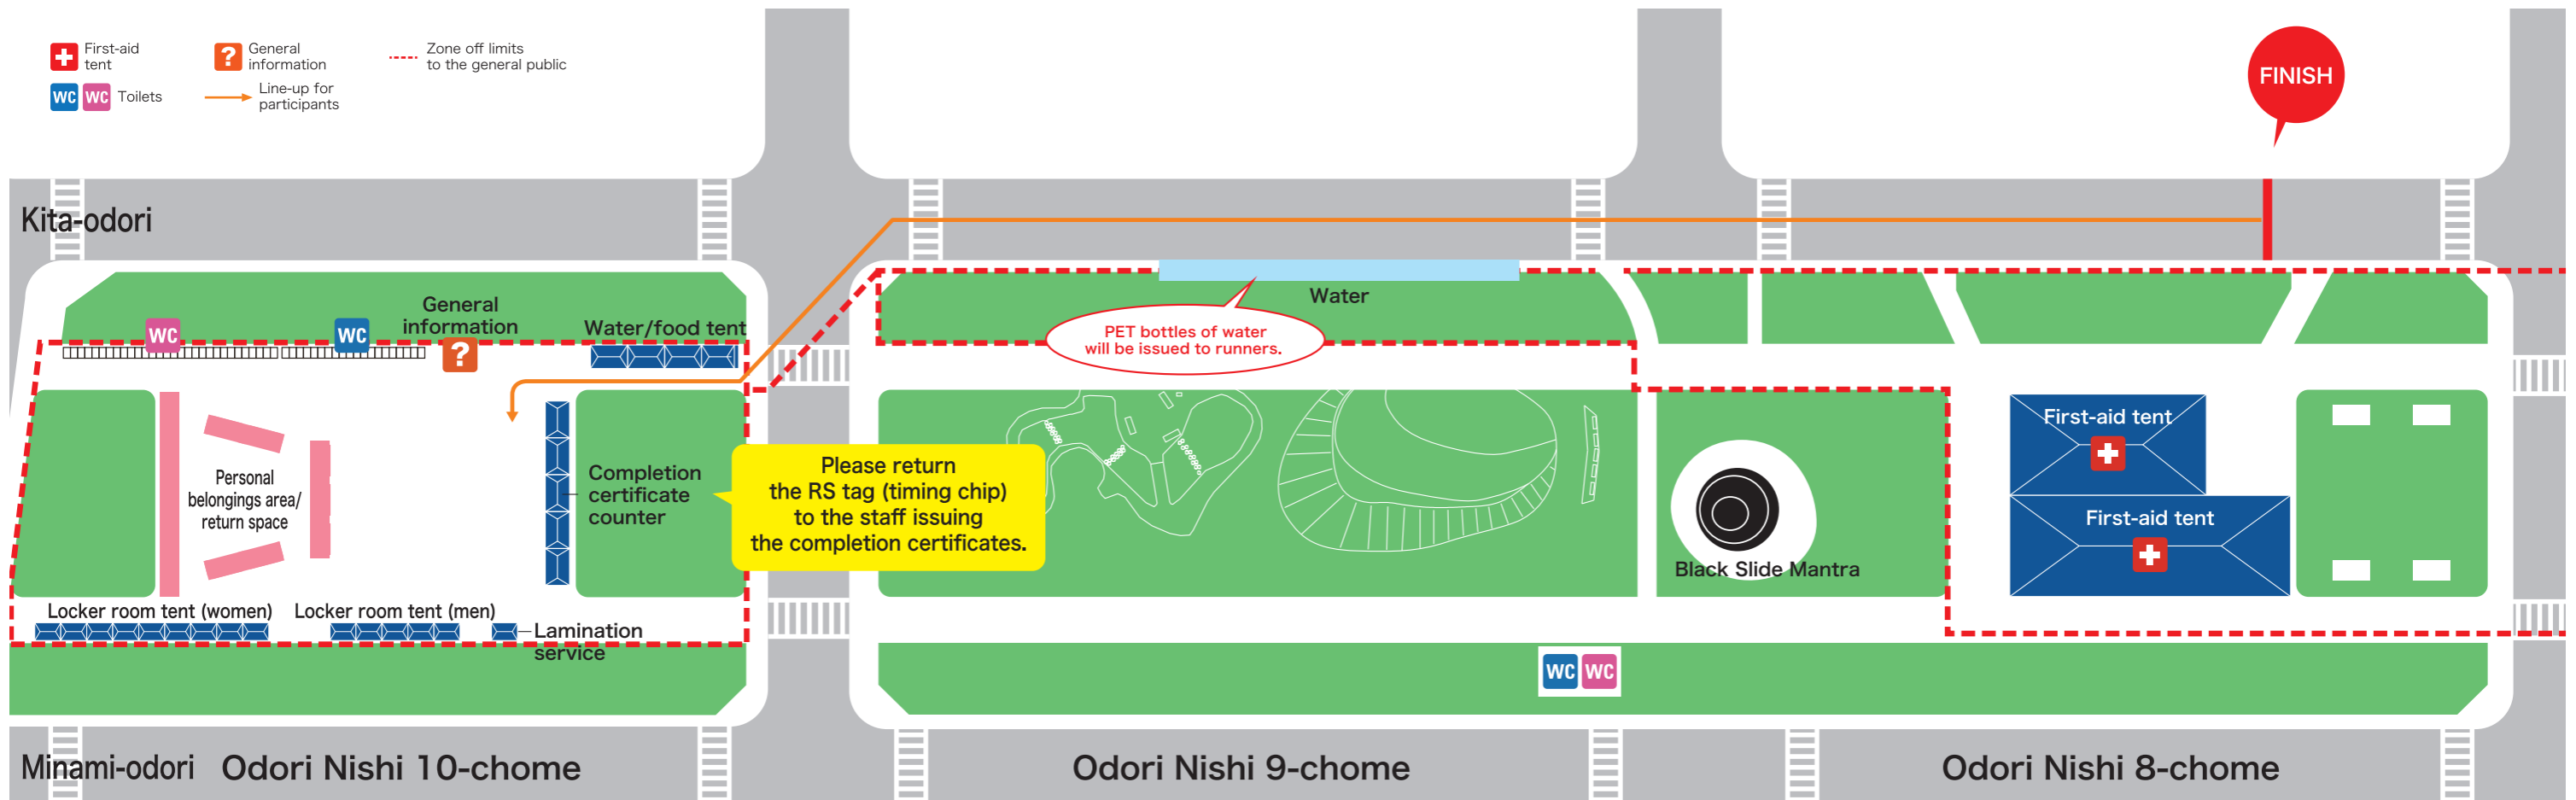 First-aid
tent
General
information
Zone off limits
to the general public
WC WC Toilets
Line-up for
participants
FINISH
Kita-odori
General
information
WC
WC
?
Water/food tent
Water
PET bottles of water
will be issued to runners.
Personal
belongings area/
return space
Completion
certificate
counter
Please return
the RS tag (timing chip)
to the staff issuing
the completion certificates.
First-aid tent
First-aid tent
Black Slide Mantra
Locker room tent (women)
Locker room tent (men)
Lamination
service
WC WC
Minami-odori
Odori Nishi 10-chome
Odori Nishi 9-chome
Odori Nishi 8-chome